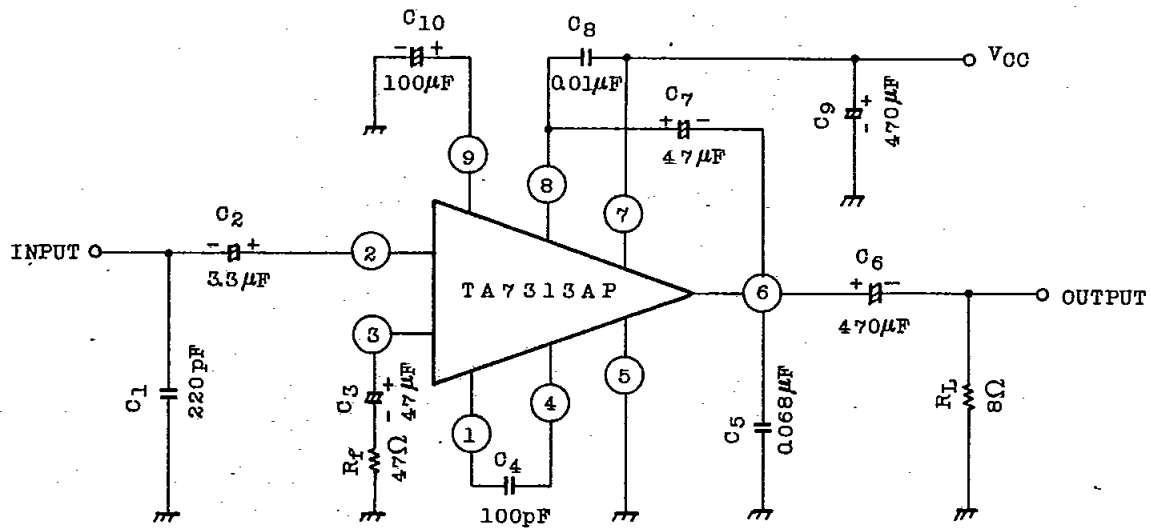 C10
- +
100μF
C8
0.01μF
VCC
C7
+ -
47μF
C9
+
-
470μF
9
8
7
C2
INPUT
- +
3.3μF
2
TA7313AP
6
C6
+ -
470μF
OUTPUT
3
C1
220pF
C3
+
-
47μF
Rf
47Ω
1
4
5
C4
100pF
C5
0.068μF
RL
8Ω